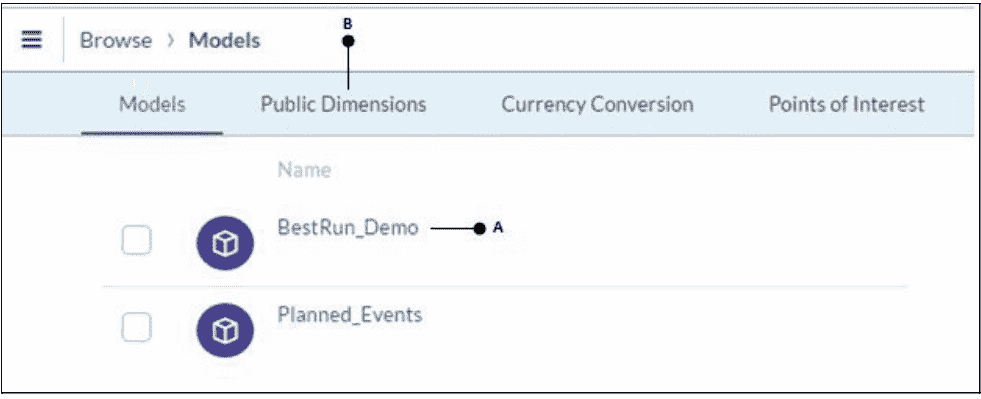 B
Browse > Models
Models Public Dimensions Currency Conversion Points of Interest
Name
BestRun_Demo A
Planned_Events